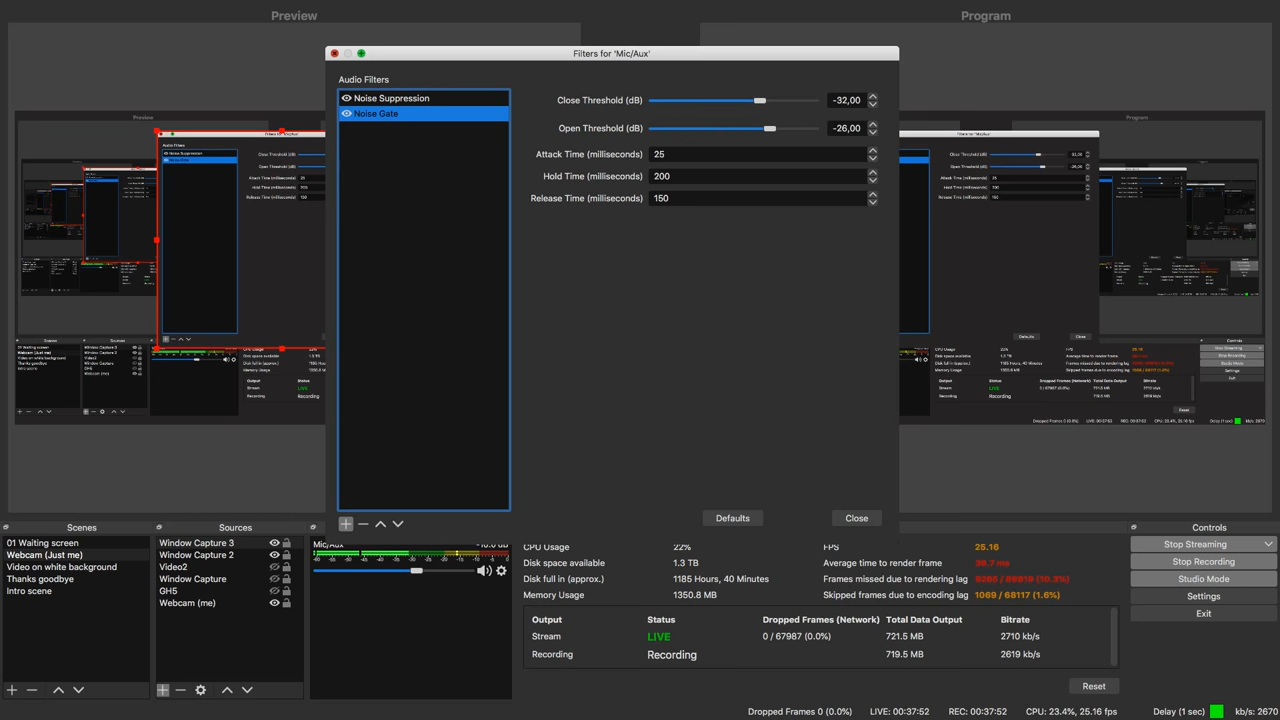 Preview
Program
Filters for 'Mic/Aux'
Audio Filters
Noise Suppression
Noise Gate
Close Threshold (dB)
-32,00
Open Threshold (dB)
-26,00
Attack Time (milliseconds)
25
Hold Time (milliseconds)
200
Release Time (milliseconds)
150
Defaults
Close
Scenes
01 Waiting screen
Webcam (Just me)
Video on white background
Thanks goodbye
Intro scene
Sources
Window Capture 3
Window Capture 2
Video2
Window Capture
GH5
Webcam (me)
Mic/Aux
CPU Usage 22%
Disk space available 1.3 TB
Disk full in (approx.) 1185 Hours, 40 Minutes
Memory Usage 1350.8 MB
FPS 25.16
Average time to render frame
Frames missed due to rendering lag
Skipped frames due to encoding lag 1069 / 68117 (1.6%)
Output Status Dropped Frames (Network) Total Data Output Bitrate
Stream LIVE 0 / 67987 (0.0%) 721.5 MB 2710 kb/s
Recording Recording 719.5 MB 2619 kb/s
Reset
Controls
Stop Streaming
Stop Recording
Studio Mode
Settings
Exit
Dropped Frames 0 (0.0%) LIVE: 00:37:52 REC: 00:37:52 CPU: 23.4%, 25.16 fps Delay (1 sec) kb/s: 2670